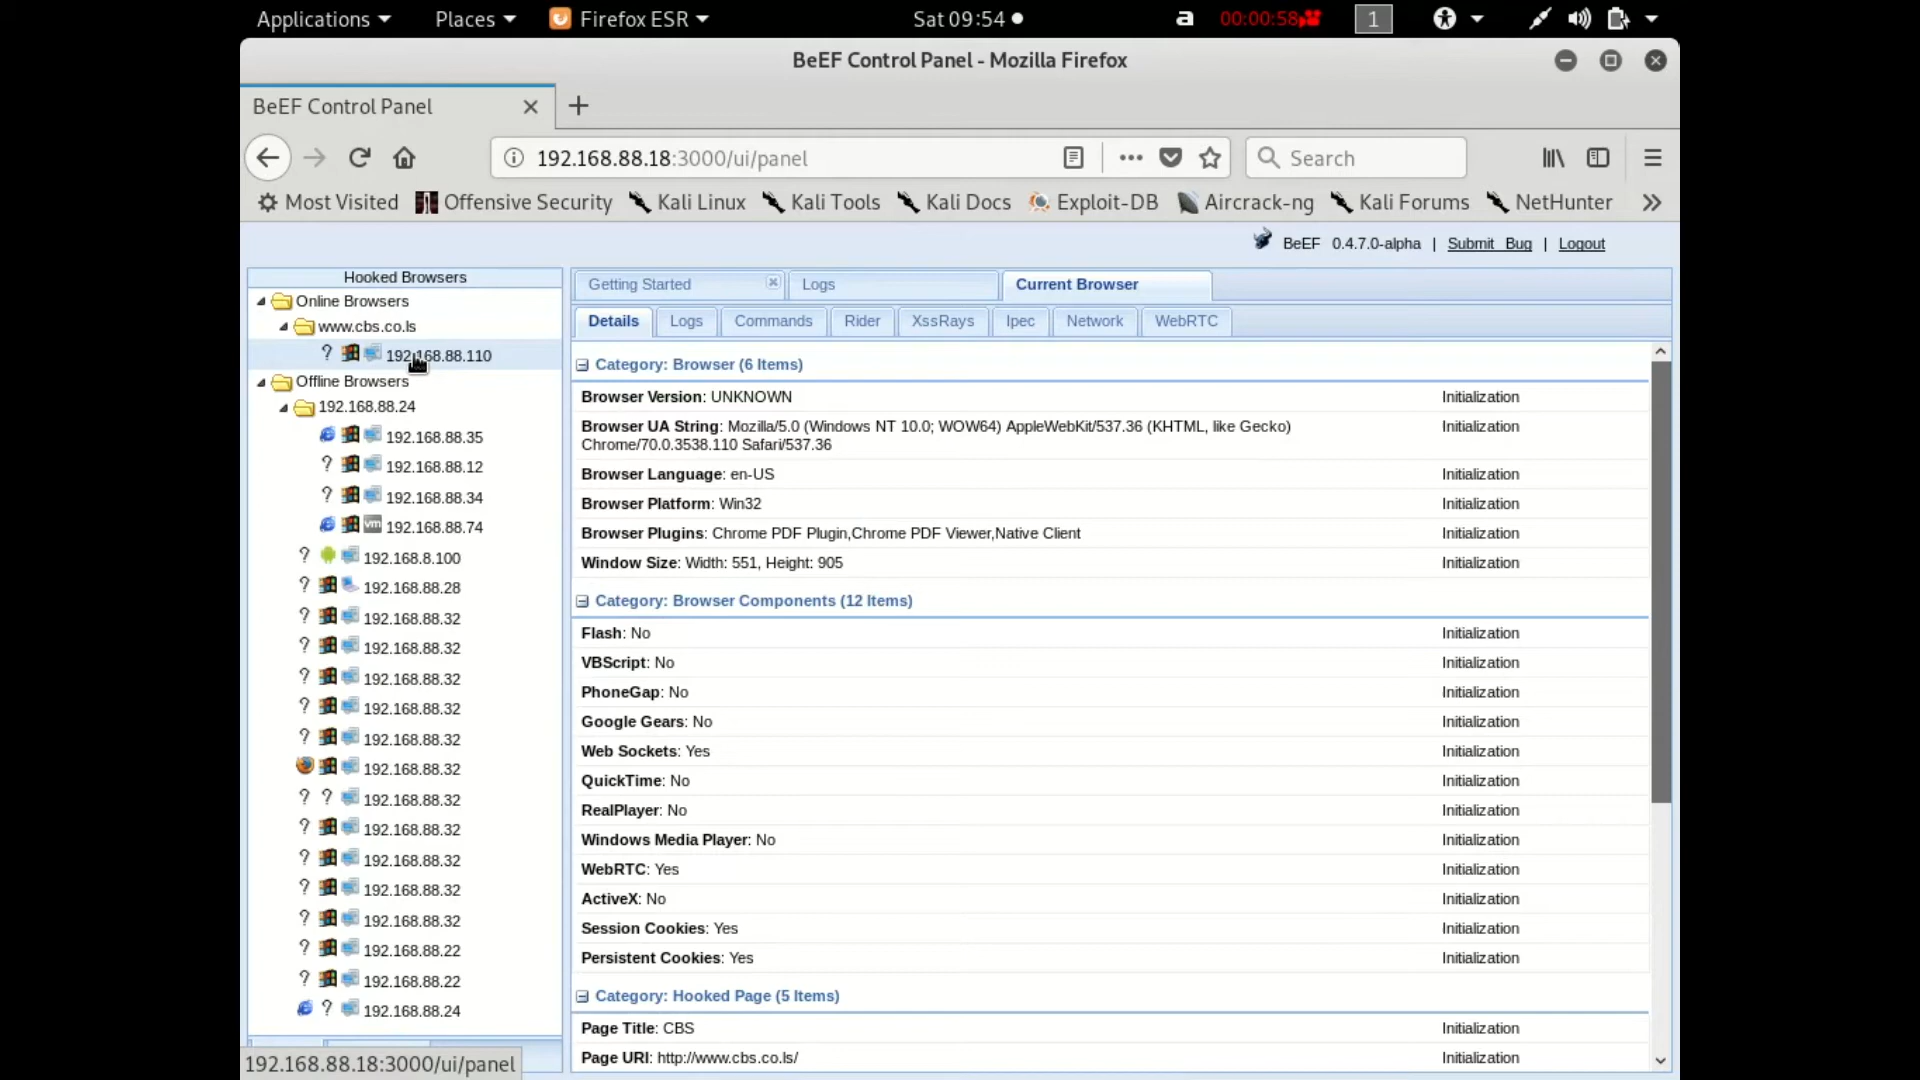 Applications
Places
Firefox ESR
Sat 09:54
a
00:00:58
1
BeEF Control Panel - Mozilla Firefox
BeEF Control Panel
192.168.88.18:3000/ui/panel
Search
Most Visited
Offensive Security
Kali Linux
Kali Tools
Kali Docs
Exploit-DB
Aircrack-ng
Kali Forums
NetHunter
BeEF 0.4.7.0-alpha | Submit Bug | Logout
Hooked Browsers
Online Browsers
www.cbs.co.ls
? 192.168.88.110
Offline Browsers
192.168.88.24
192.168.88.35
? 192.168.88.12
? 192.168.88.34
vm 192.168.88.74
? 192.168.8.100
? 192.168.88.28
? 192.168.88.32
? 192.168.88.32
? 192.168.88.32
? 192.168.88.32
? 192.168.88.32
192.168.88.32
? ? 192.168.88.32
? 192.168.88.32
? 192.168.88.32
? 192.168.88.32
? 192.168.88.32
? 192.168.88.22
? 192.168.88.22
? 192.168.88.24
192.168.88.18:3000/ui/panel
Getting Started
Logs
Current Browser
Details
Logs
Commands
Rider
XssRays
Ipec
Network
WebRTC
Category: Browser (6 Items)
Browser Version: UNKNOWN Initialization
Browser UA String: Mozilla/5.0 (Windows NT 10.0; WOW64) AppleWebKit/537.36 (KHTML, like Gecko) Initialization
Chrome/70.0.3538.110 Safari/537.36
Browser Language: en-US Initialization
Browser Platform: Win32 Initialization
Browser Plugins: Chrome PDF Plugin,Chrome PDF Viewer,Native Client Initialization
Window Size: Width: 551, Height: 905 Initialization
Category: Browser Components (12 Items)
Flash: No Initialization
VBScript: No Initialization
PhoneGap: No Initialization
Google Gears: No Initialization
Web Sockets: Yes Initialization
QuickTime: No Initialization
RealPlayer: No Initialization
Windows Media Player: No Initialization
WebRTC: Yes Initialization
ActiveX: No Initialization
Session Cookies: Yes Initialization
Persistent Cookies: Yes Initialization
Category: Hooked Page (5 Items)
Page Title: CBS Initialization
Page URI: http://www.cbs.co.ls/ Initialization